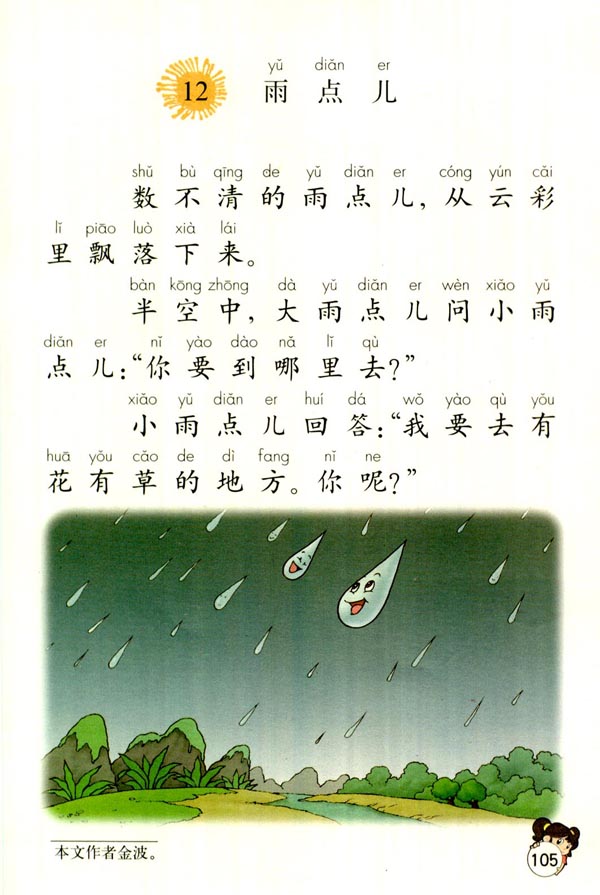 yǔ diǎn er
12 雨点儿
shǔ bù qīng de yǔ diǎn er cóng yún cǎi
数不清的雨点儿，从云彩
lǐ piāo luò xià lái
里飘落下来。
bàn kōng zhōng dà yǔ diǎn er wèn xiǎo yǔ
半空中，大雨点儿问小雨
diǎn er nǐ yào dào nǎ lǐ qù
点儿：“你要到哪里去？”
xiǎo yǔ diǎn er huí dá wǒ yào qù yǒu
小雨点儿回答：“我要去有
huā yǒu cǎo de dì fang nǐ ne
花有草的地方。你呢？”
本文作者金波。
105